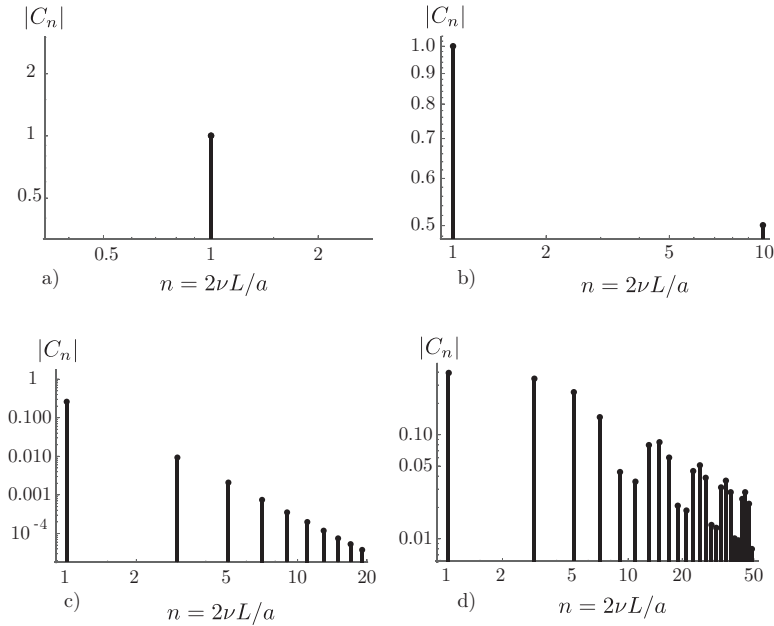 |C_n|
2
1
0.5
0.5 1 2
a) n = 2νL/a
|C_n|
1.0
0.9
0.8
0.7
0.6
0.5
1 2 5 10
b) n = 2νL/a
|C_n|
1
0.100
0.010
0.001
10^-4
1 2 5 10 20
c) n = 2νL/a
|C_n|
0.10
0.05
0.01
1 2 5 10 20 50
d) n = 2νL/a